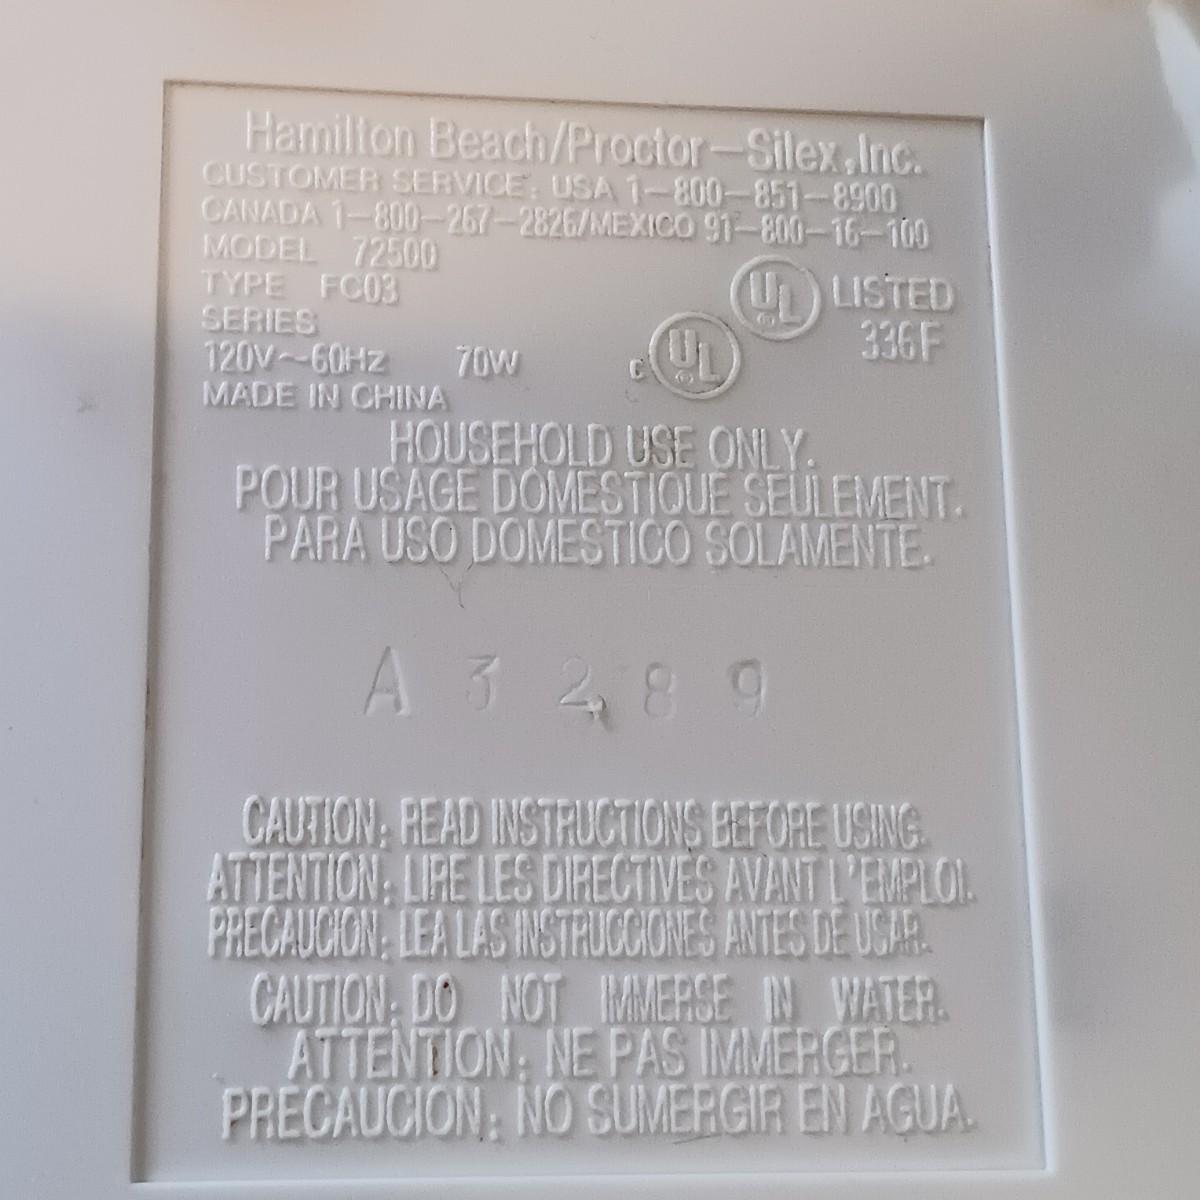 Hamilton Beach/Proctor-Silex,Inc.
CUSTOMER SERVICE: USA 1-800-851-8900
CANADA 1-800-267-2826/MEXICO 91-800-16-100
MODEL 72500
TYPE FC03
SERIES
120V~60Hz 70W
MADE IN CHINA
UL LISTED
336F
c UL
HOUSEHOLD USE ONLY.
POUR USAGE DOMESTIQUE SEULEMENT.
PARA USO DOMESTICO SOLAMENTE.
A 3 2 8 9
CAUTION: READ INSTRUCTIONS BEFORE USING.
ATTENTION: LIRE LES DIRECTIVES AVANT L'EMPLOI.
PRECAUCION: LEA LAS INSTRUCCIONES ANTES DE USAR.
CAUTION: DO NOT IMMERSE IN WATER.
ATTENTION: NE PAS IMMERGER.
PRECAUCION: NO SUMERGIR EN AGUA.